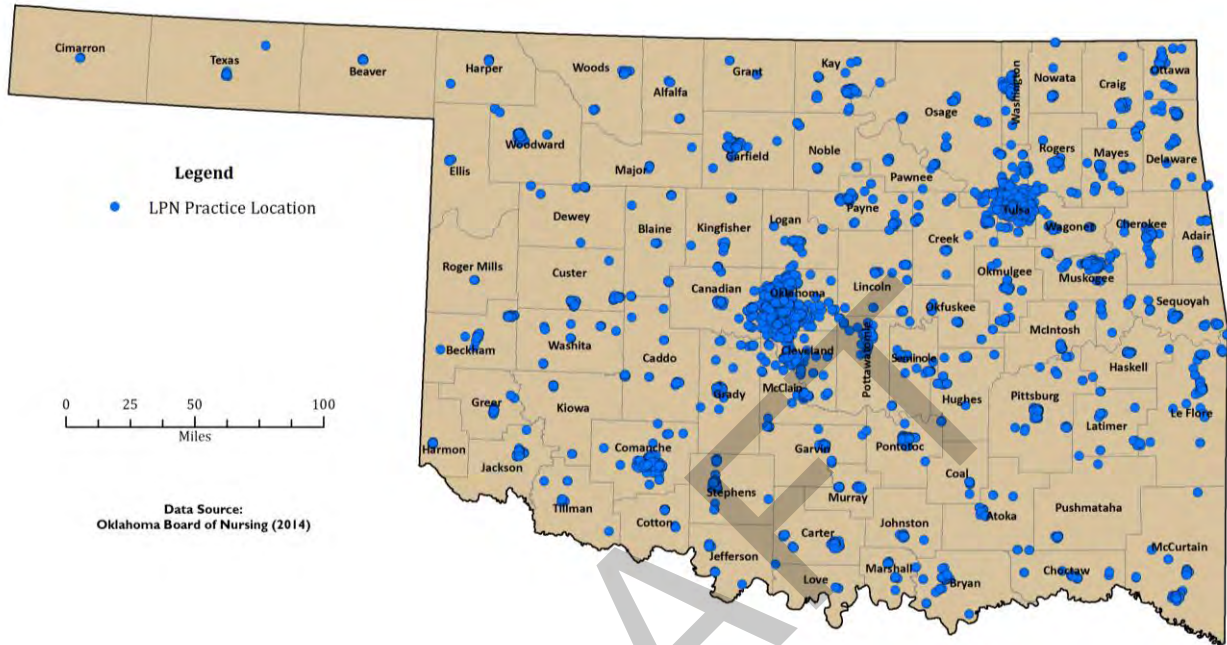 Cimarron
Texas
Beaver
Harper
Woods
Alfalfa
Grant
Kay
Osage
Washington
Nowata
Craig
Ottawa
Woodward
Ellis
Major
Garfield
Noble
Pawnee
Rogers
Mayes
Delaware
Legend
LPN Practice Location
Dewey
Blaine
Kingfisher
Logan
Payne
Creek
Tulsa
Wagoner
Cherokee
Adair
Roger Mills
Custer
Canadian
Oklahoma
Lincoln
Okmulgee
Muskogee
Okfuskee
McIntosh
Sequoyah
Beckham
Washita
Caddo
Cleveland
Pottawatomie
Seminole
Haskell
Grady
McClain
Hughes
Pittsburg
Latimer
Le Flore
0 25 50 100
Miles
Greer
Kiowa
Harmon
Jackson
Comanche
Garvin
Pontotoc
Coal
Stephens
Murray
Atoka
Pushmataha
Tillman
Cotton
Jefferson
Carter
Johnston
Marshall
Love
Bryan
Choctaw
McCurtain
Data Source:
Oklahoma Board of Nursing (2014)